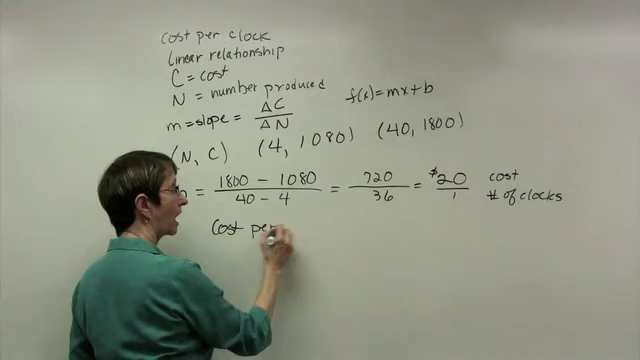 cost per clock
linear relationship
C = cost
N = number produced
m = slope = ΔC / ΔN
f(x) = mx + b
(N, C) (4, 1080) (40, 1800)
= 1800 - 1080 / 40 - 4 = 720 / 36 = $20 / 1 cost / # of clocks
cost per